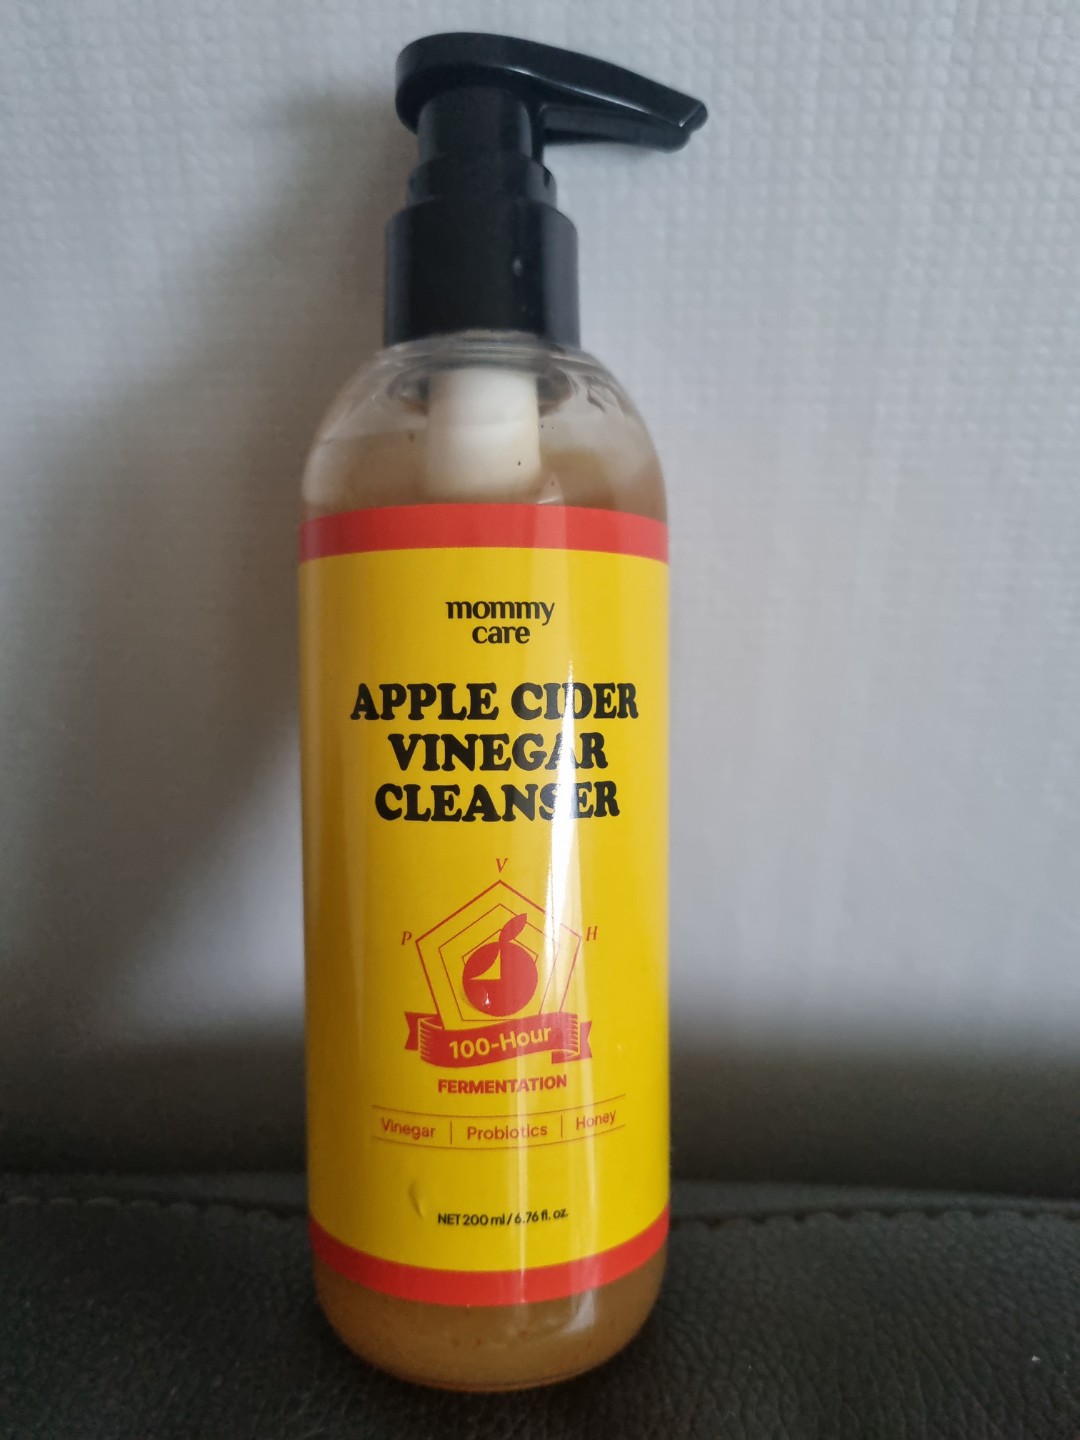 mommy
care
APPLE CIDER
VINEGAR
CLEANSER
V
P H
100-Hour
FERMENTATION
Vinegar | Probiotics | Honey
NET 200 ml / 6.76 fl. oz.